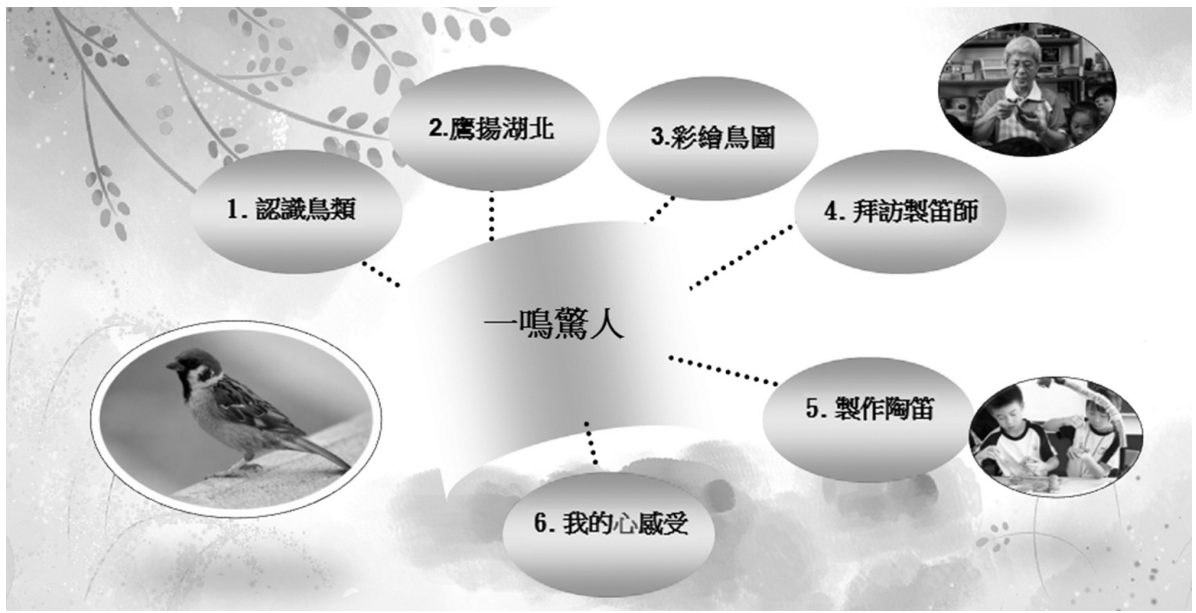 1. 認識鳥類
2.鷹揚湖北
3.彩繪鳥圖
4. 拜訪製笛師
一鳴驚人
5. 製作陶笛
6. 我的心感受